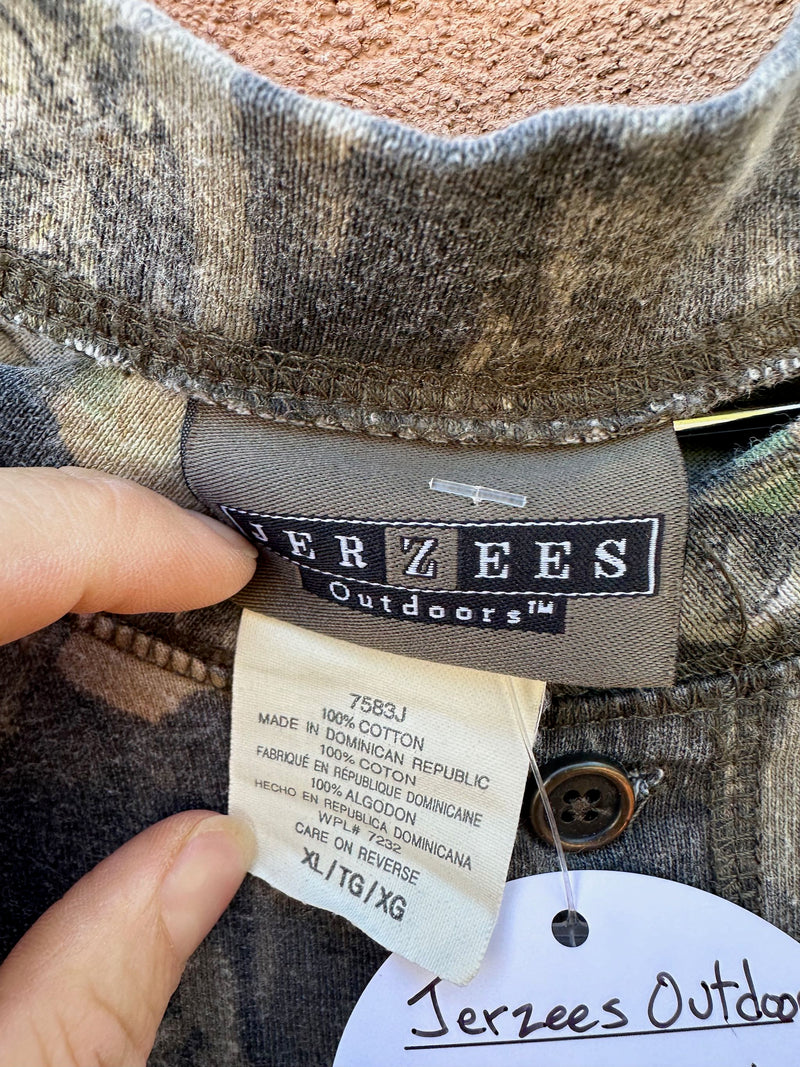 JERZEES
Outdoors™
7583J
100% COTTON
MADE IN DOMINICAN REPUBLIC
100% COTON
FABRIQUÉ EN RÉPUBLIQUE DOMINICAINE
100% ALGODON
HECHO EN REPUBLICA DOMINICANA
WPL# 7232
CARE ON REVERSE
XL/TG/XG
Jerzees Outdoo